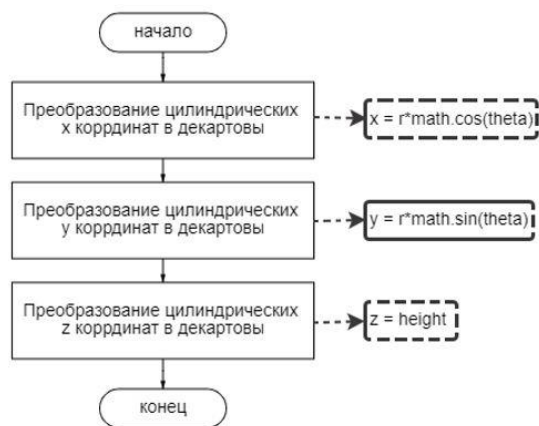 начало
Преобразование цилиндрических
x коррдинат в декартовы
x = r*math.cos(theta)
Преобразование цилиндрических
y коррдинат в декартовы
y = r*math.sin(theta)
Преобразование цилиндрических
z коррдинат в декартовы
z = height
конец